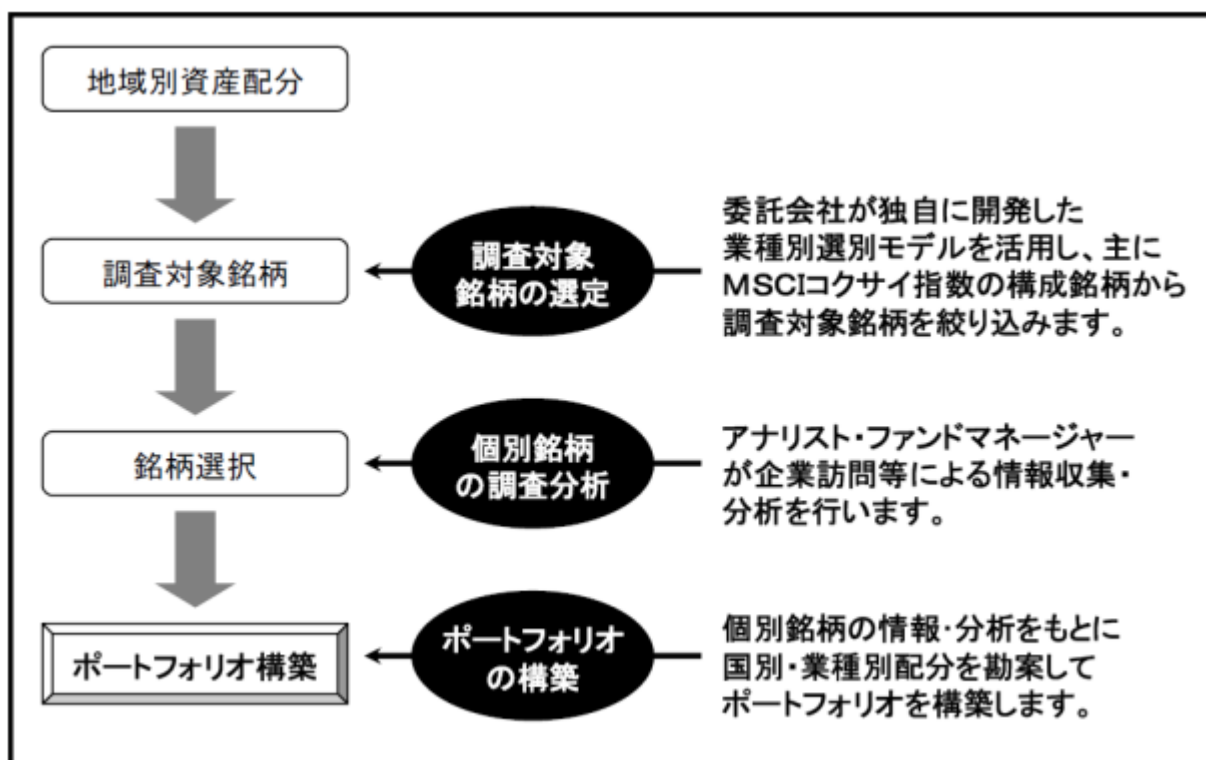 地域別資産配分
調査対象銘柄
調査対象
銘柄の選定
委託会社が独自に開発した
業種別選別モデルを活用し、主に
MSCIコクサイ指数の構成銘柄から
調査対象銘柄を絞り込みます。
銘柄選択
個別銘柄
の調査分析
アナリスト・ファンドマネージャー
が企業訪問等による情報収集・
分析を行います。
ポートフォリオ構築
ポートフォリオ
の構築
個別銘柄の情報・分析をもとに
国別・業種別配分を勘案して
ポートフォリオを構築します。